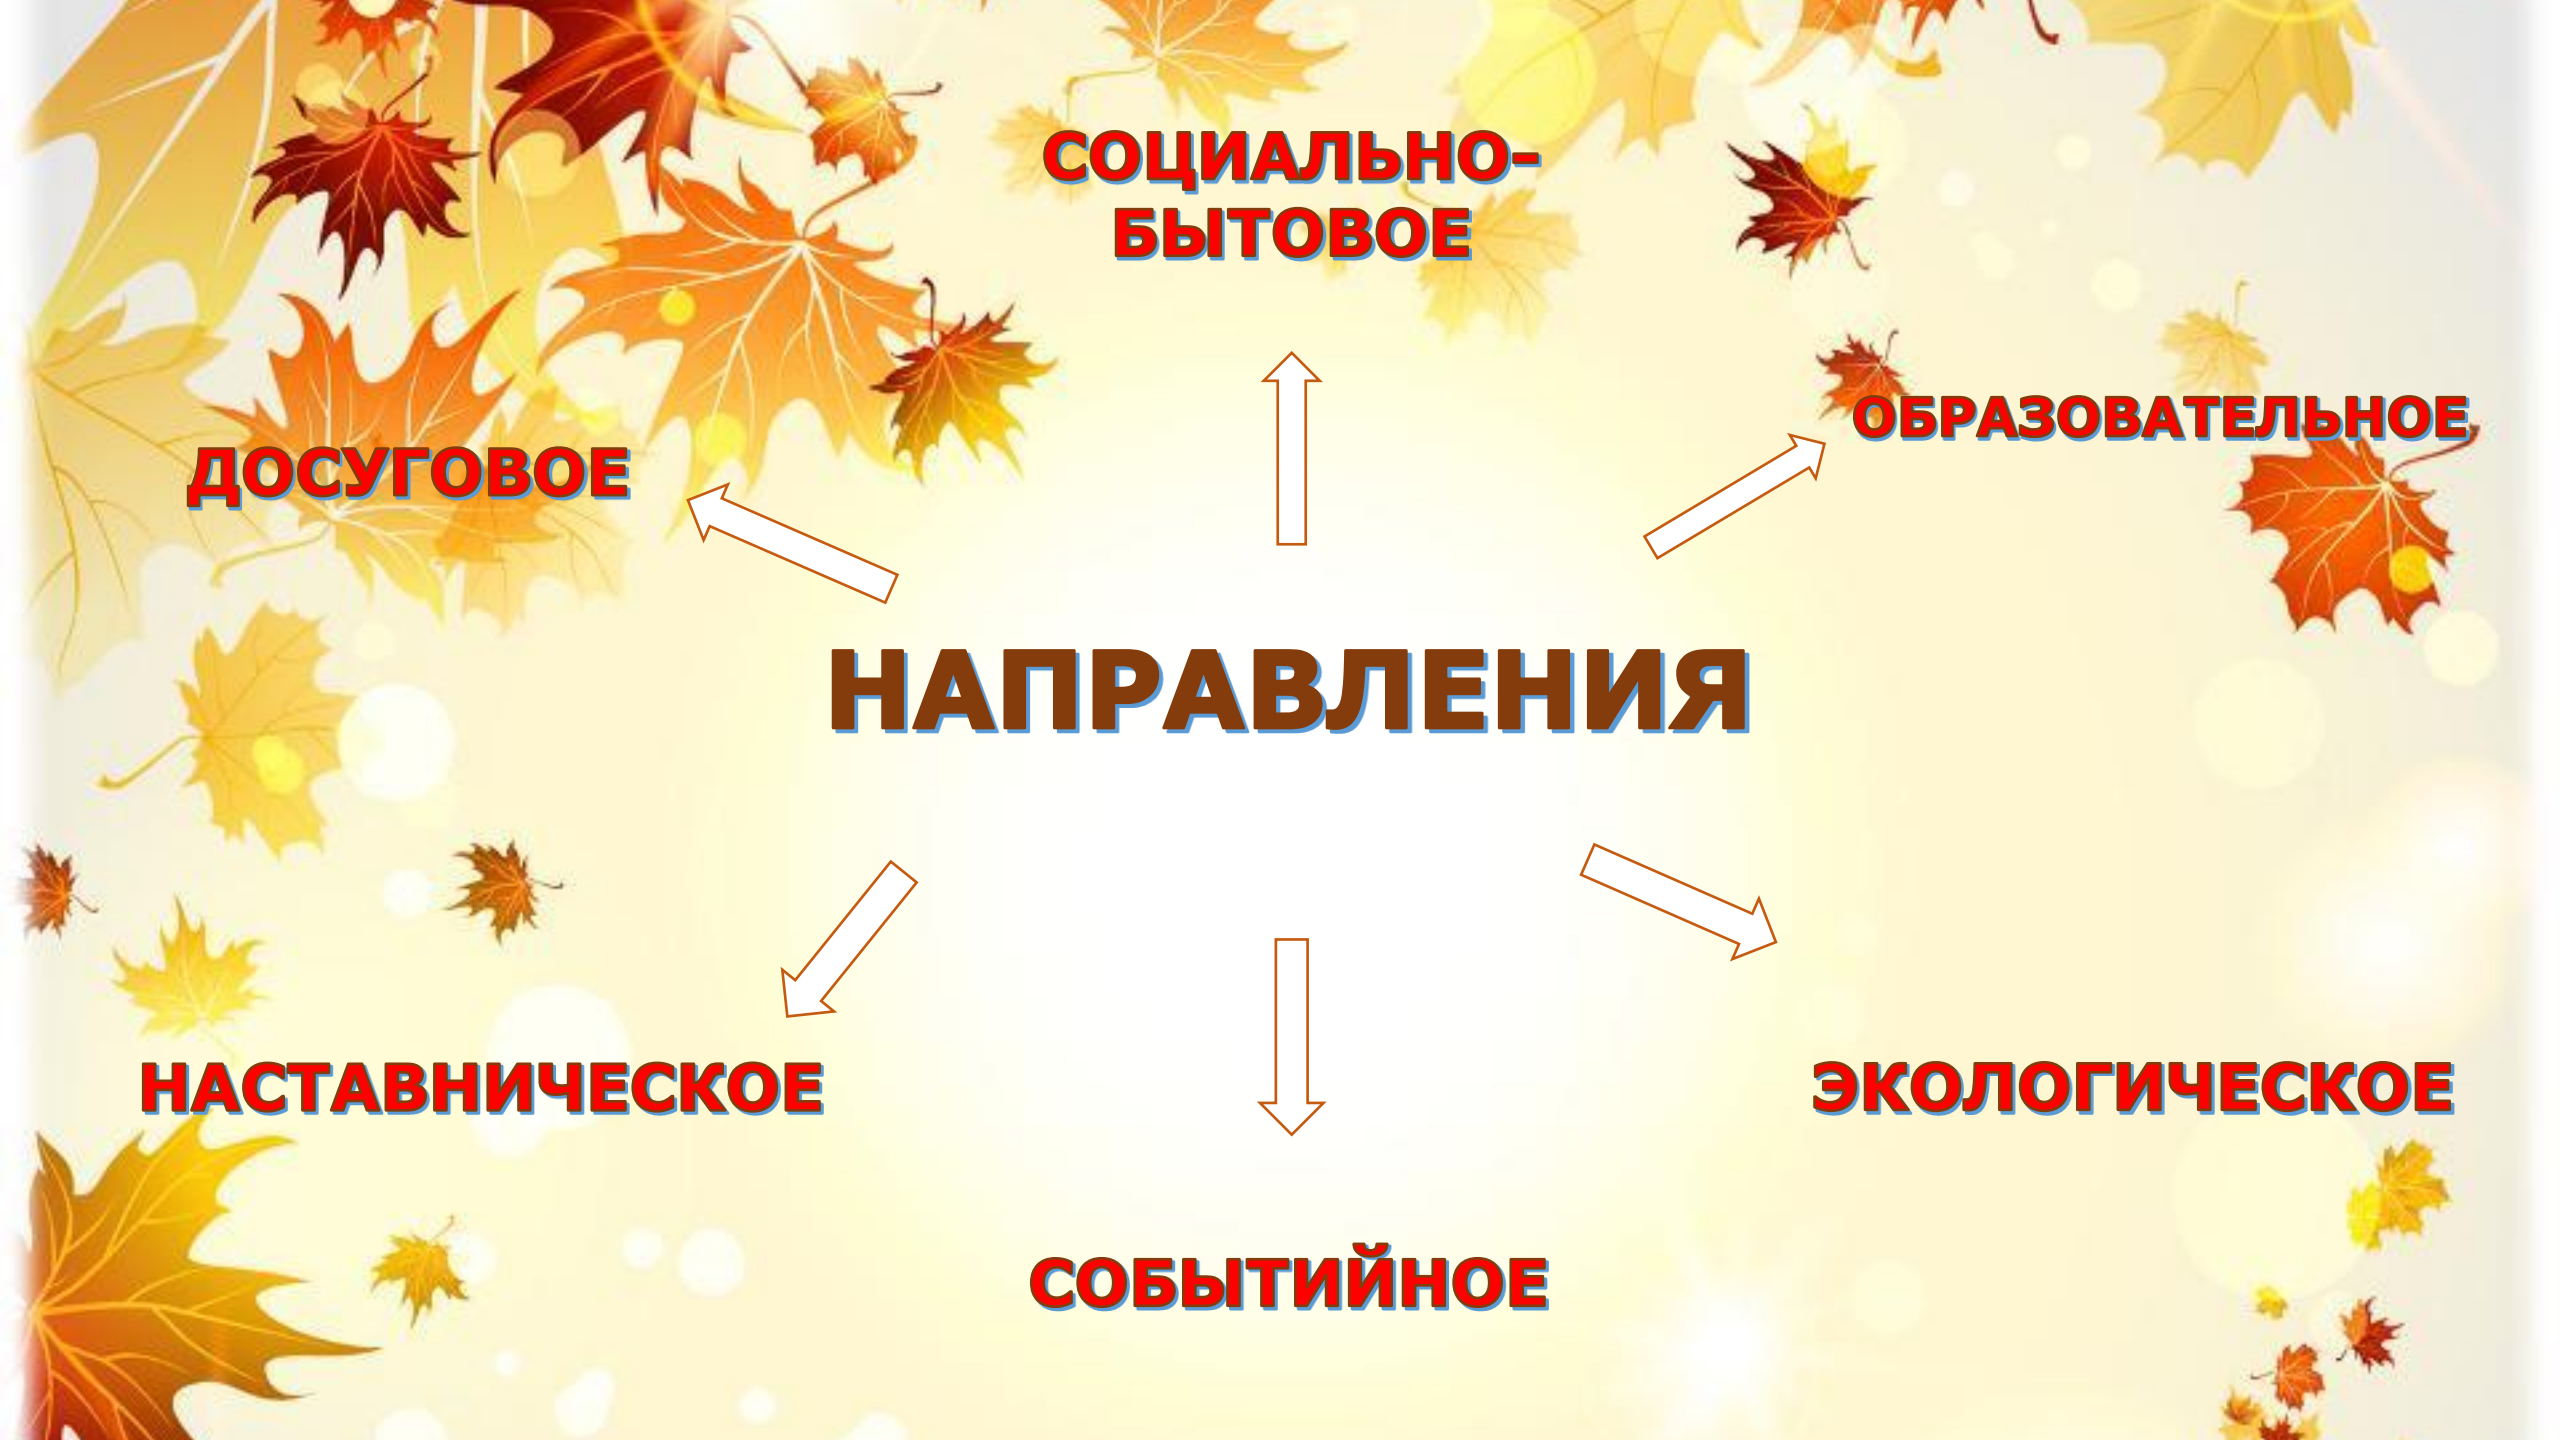 СОЦИАЛЬНО-
БЫТОВОЕ
ОБРАЗОВАТЕЛЬНОЕ
ДОСУГОВОЕ
НАПРАВЛЕНИЯ
НАСТАВНИЧЕСКОЕ
ЭКОЛОГИЧЕСКОЕ
СОБЫТИЙНОЕ